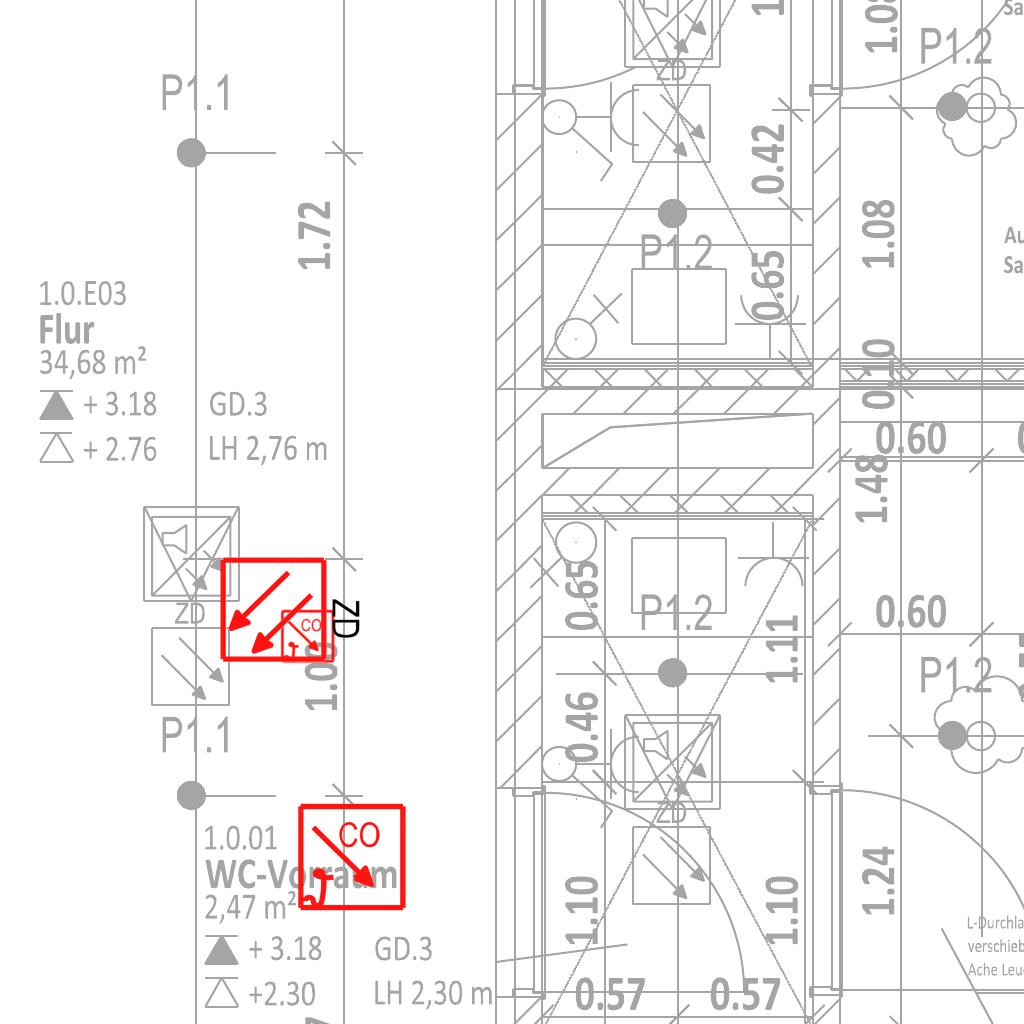 P1.1
1.72
1.0.E03
Flur
34,68 m²
+ 3.18 GD.3
+ 2.76 LH 2,76 m
ZD
ZD
CO
P1.1
CO
1.0.01
WC-Vorraum
2,47 m²
+ 3.18 GD.3
+2.30 LH 2,30 m
ZD
0.42
P1.2
0.65
0.65
P1.2
1.11
0.46
ZD
1.10
1.10
0.57 0.57
P1.2
1.08
1.08
0.10
0.60
1.48
0.60
P1.2
1.24
L-Durchla
verschieb
Ache Leuc
Au
Sa
Sa